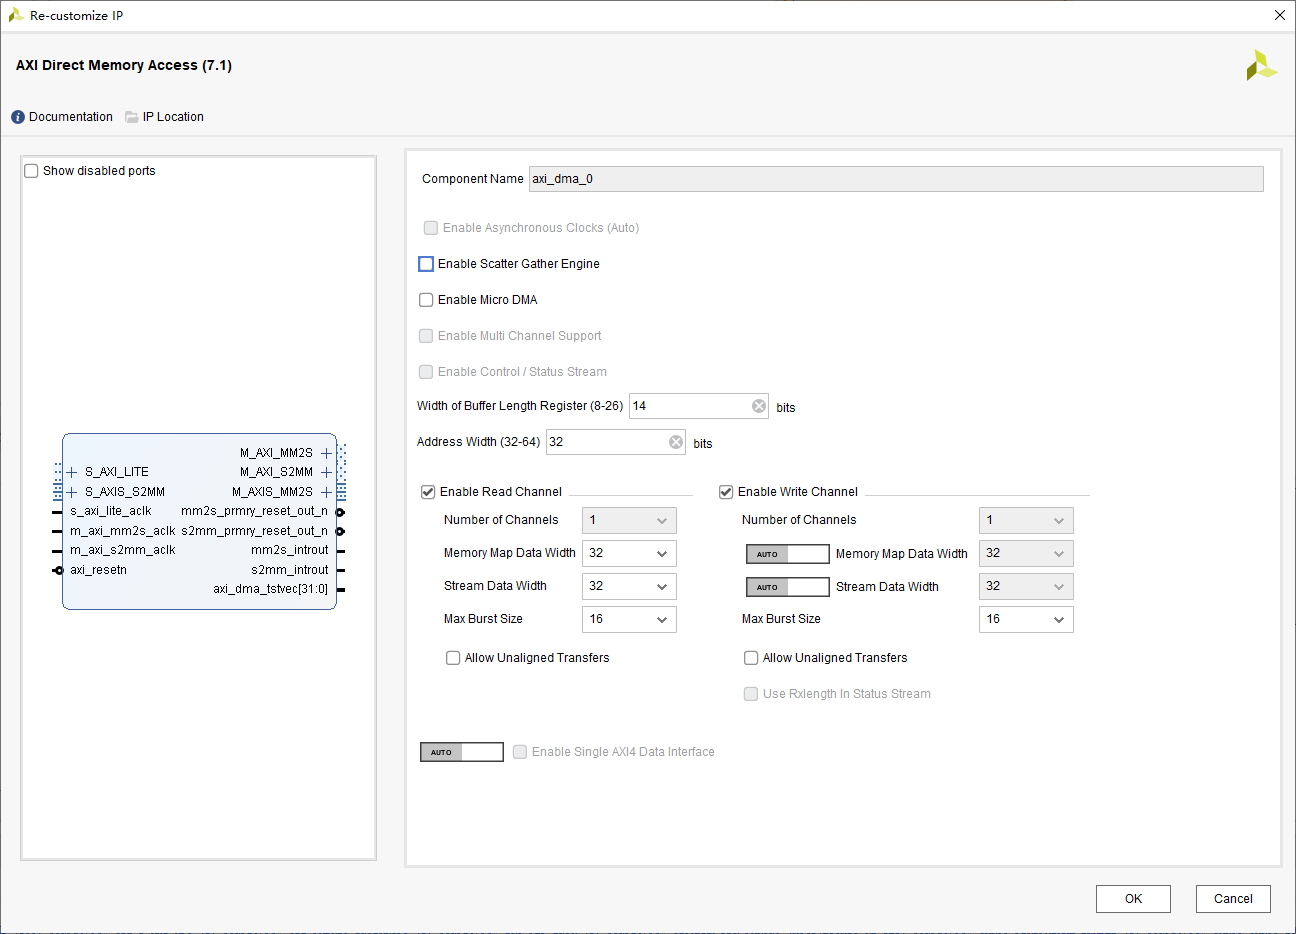 Re-customize IP
AXI Direct Memory Access (7.1)
Documentation IP Location
Show disabled ports
M_AXI_MM2S
S_AXI_LITE M_AXI_S2MM
S_AXIS_S2MM M_AXIS_MM2S
s_axi_lite_aclk mm2s_prmry_reset_out_n
m_axi_mm2s_aclk s2mm_prmry_reset_out_n
m_axi_s2mm_aclk mm2s_introut
axi_resetn s2mm_introut
axi_dma_tstvec[31:0]
Component Name axi_dma_0
Enable Asynchronous Clocks (Auto)
Enable Scatter Gather Engine
Enable Micro DMA
Enable Multi Channel Support
Enable Control / Status Stream
Width of Buffer Length Register (8-26) 14 bits
Address Width (32-64) 32 bits
Enable Read Channel Enable Write Channel
Number of Channels 1 Number of Channels 1
Memory Map Data Width 32 AUTO Memory Map Data Width 32
Stream Data Width 32 AUTO Stream Data Width 32
Max Burst Size 16 Max Burst Size 16
Allow Unaligned Transfers Allow Unaligned Transfers
Use Rxlength In Status Stream
AUTO Enable Single AXI4 Data Interface
OK Cancel